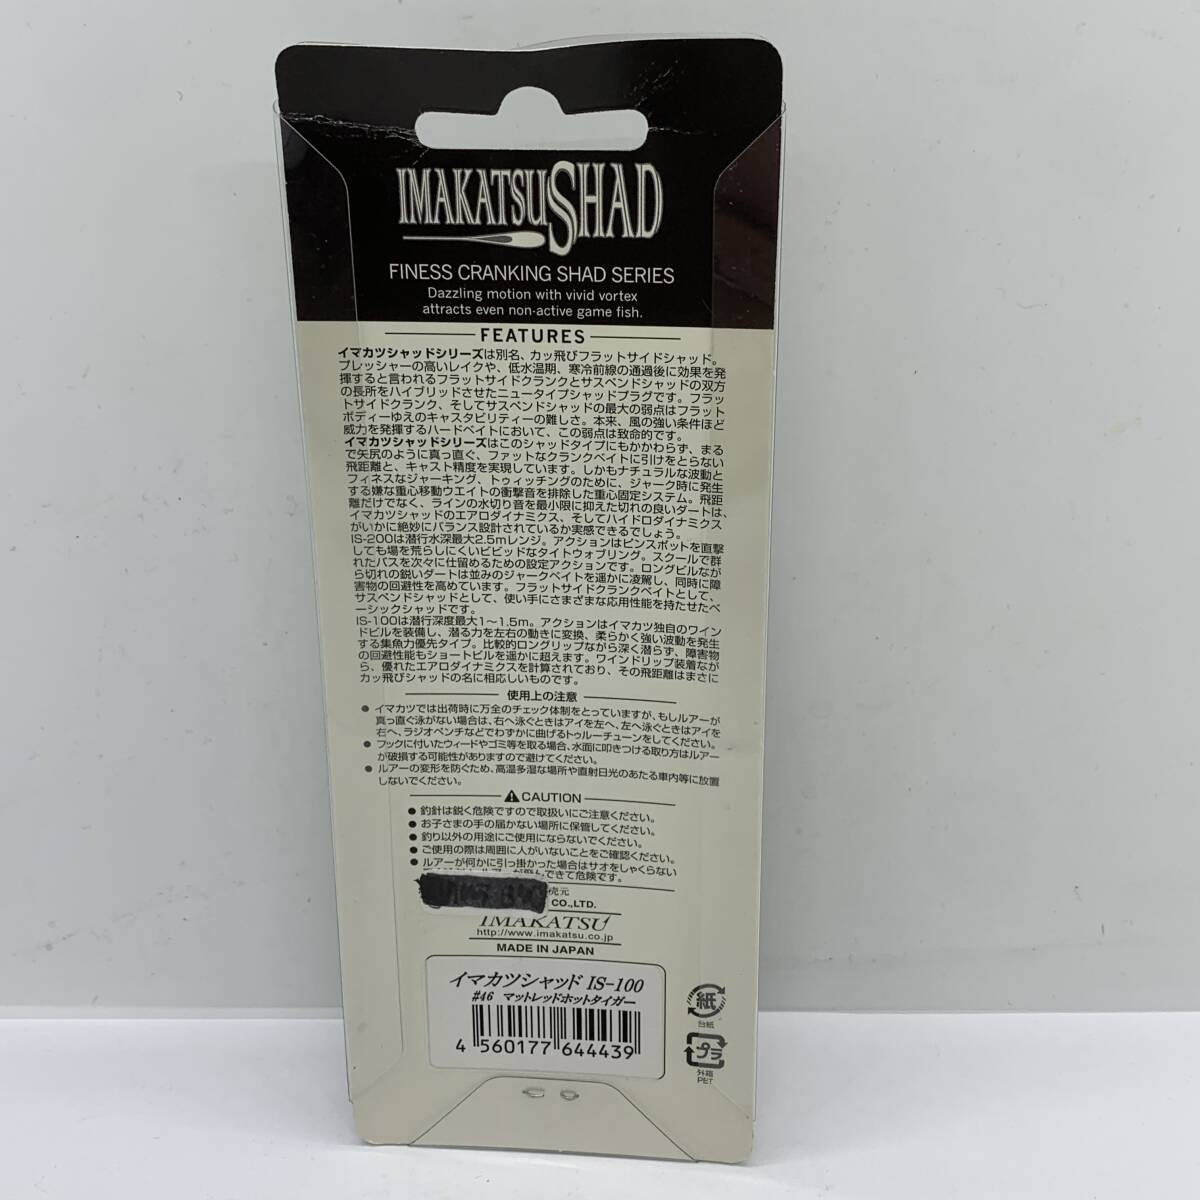 IMAKATSU SHAD
FINESS CRANKING SHAD SERIES
Dazzling motion with vivid vortex
attracts even non-active game fish.
FEATURES
イマカツシャッドシリーズは別名、カッ飛びフラットサイドシャッド。
プレッシャーの高いレイクや、低水温期、寒冷前線の通過後に効果を発
揮すると言われるフラットサイドクランクとサスペンドシャッドの双方
の長所をハイブリッドさせたニュータイプシャッドプラグです。フラッ
トサイドクランク、そしてサスペンドシャッドの最大の弱点はフラット
ボディーゆえのキャスタビリティーの難しさ。本来、風の強い条件ほど
威力を発揮するハードベイトにおいて、この弱点は致命的です。
イマカツシャッドシリーズはこのシャッドタイプにもかかわらず、まる
で矢尻のように真っ直ぐ、ファットなクランクベイトに引けをとらない
飛距離と、キャスト精度を実現しています。しかもナチュラルな波動と
フィネスなジャーキング、トゥィッチングのために、ジャーク時に発生
する嫌な重心移動ウエイトの衝撃音を排除した重心固定システム。飛距
離だけでなく、ラインの水切り音を最小限に抑えた切れの良いダートは、
イマカツシャッドのエアロダイナミクス、そしてハイドロダイナミクス
がいかに絶妙にバランス設計されているか実感できるでしょう。
IS-200は潜行水深最大2.5mレンジ。アクションはピンスポットを直撃
しても場を荒らしにくいビビッドなタイトウォブリング。スクールで群
れたバスを次々に仕留めるための設定アクションです。ロングビルなが
ら切れの鋭いダートは並みのジャークベイトを遥かに凌駕し、同時に障
害物の回避性を高めています。フラットサイドクランクベイトとして、
サスペンドシャッドとして、使い手にさまざまな応用性能を持たせたベ
ーシックシャッドです。
IS-100は潜行深度最大1〜1.5m。アクションはイマカツ独自のワイン
ドビルを装備し、潜る力を左右の動きに変換、柔らかく強い波動を発生
する集魚力優先タイプ。比較的ロングリップながら深く潜らず、障害物
の回避性能もショートビルを遥かに超えます。ワインドリップ装着なが
ら、優れたエアロダイナミクスを計算されており、その飛距離はまさに
カッ飛びシャッドの名に相応しいものです。
使用上の注意
● イマカツでは出荷時に万全のチェック体制をとっていますが、もしルアーが
真っ直ぐ泳がない場合は、右へ泳ぐときはアイを左へ、左へ泳ぐときはアイを
右へ、ラジオペンチなどでわずかに曲げるトゥルーチューンをしてください。
● フックに付いたウィードやゴミ等を取る場合、水面に叩きつける取り方はルアー
が破損する可能性がありますので避けてください。
● ルアーの変形を防ぐため、高温多湿な場所や直射日光のあたる車内等に放置
しないでください。
⚠CAUTION
● 釣針は鋭く危険ですので取扱いにご注意ください。
● お子さまの手の届かない場所に保管してください。
● 釣り以外の用途にご使用にならないでください。
● ご使用の際は周囲に人がいないことをご確認ください。
● ルアーが何かに引っ掛かった場合はサオをしゃくらない
できて危険です。
売元
CO.,LTD.
IMAKATSU
http://www.imakatsu.co.jp
MADE IN JAPAN
イマカツシャッド IS-100
#46 マットレッドホットタイガー
4 560177 644439
紙
台紙
プラ
外箱
PET